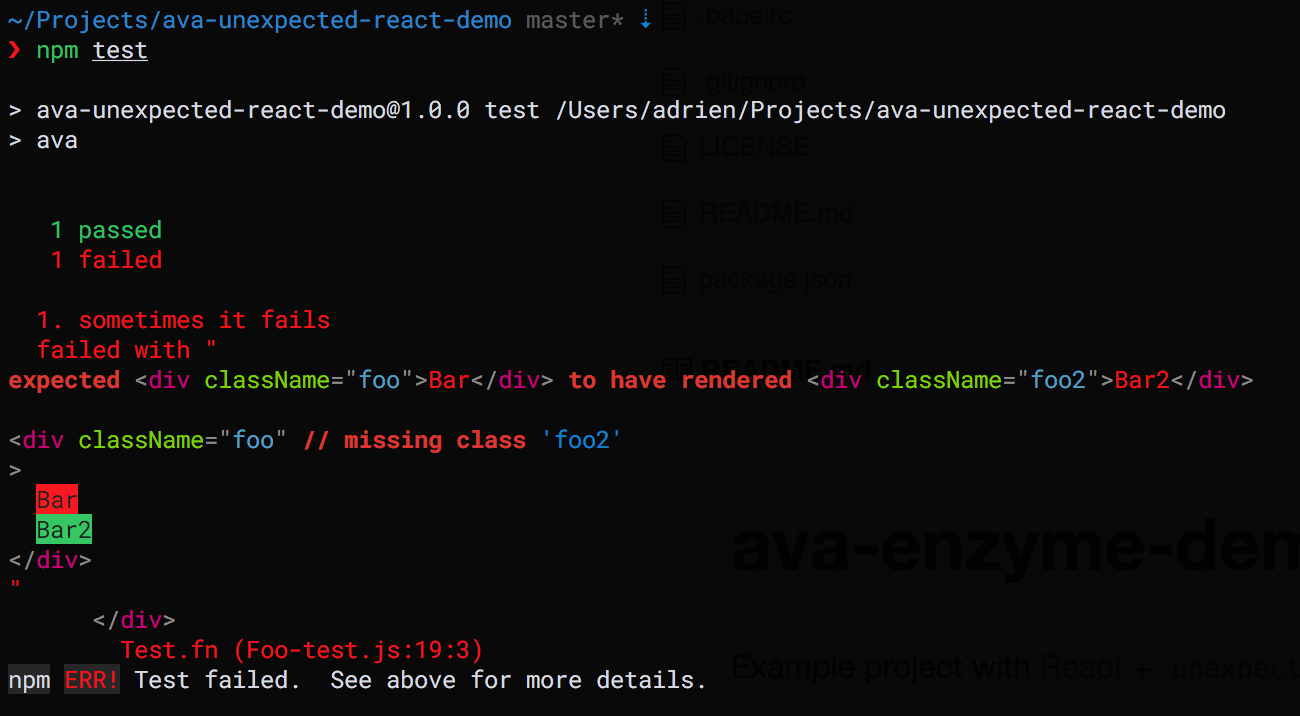 ~/Projects/ava-unexpected-react-demo master* ⇣
❯ npm test
> ava-unexpected-react-demo@1.0.0 test /Users/adrien/Projects/ava-unexpected-react-demo
> ava
1 passed
1 failed
1. sometimes it fails
failed with "
expected <div className="foo">Bar</div> to have rendered <div className="foo2">Bar2</div>
<div className="foo" // missing class 'foo2'
>
Bar
Bar2
</div>
"
</div>
Test.fn (Foo-test.js:19:3)
npm ERR! Test failed.  See above for more details.
.babelrc
.gitignore
LICENSE
README.md
package.json
README.md
ava-enzyme-dem
Example project with React + unexpect